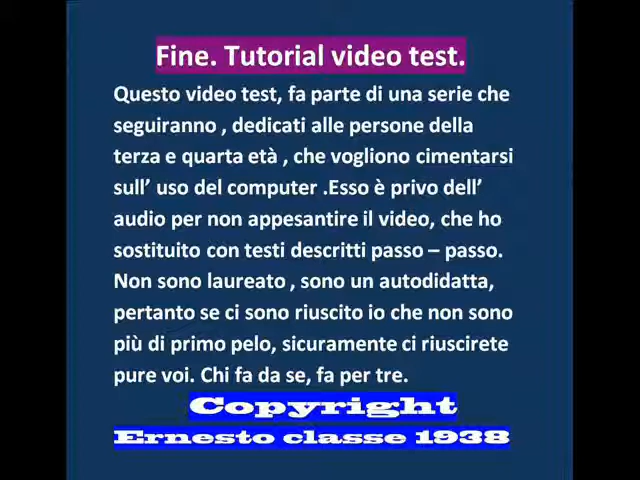 Fine. Tutorial video test.
Questo video test, fa parte di una serie che
seguiranno , dedicati alle persone della
terza e quarta età , che vogliono cimentarsi
sull’ uso del computer .Esso è privo dell’
audio per non appesantire il video, che ho
sostituito con testi descritti passo – passo.
Non sono laureato , sono un autodidatta,
pertanto se ci sono riuscito io che non sono
più di primo pelo, sicuramente ci riuscirete
pure voi. Chi fa da se, fa per tre.
Copyright
Ernesto classe 1938